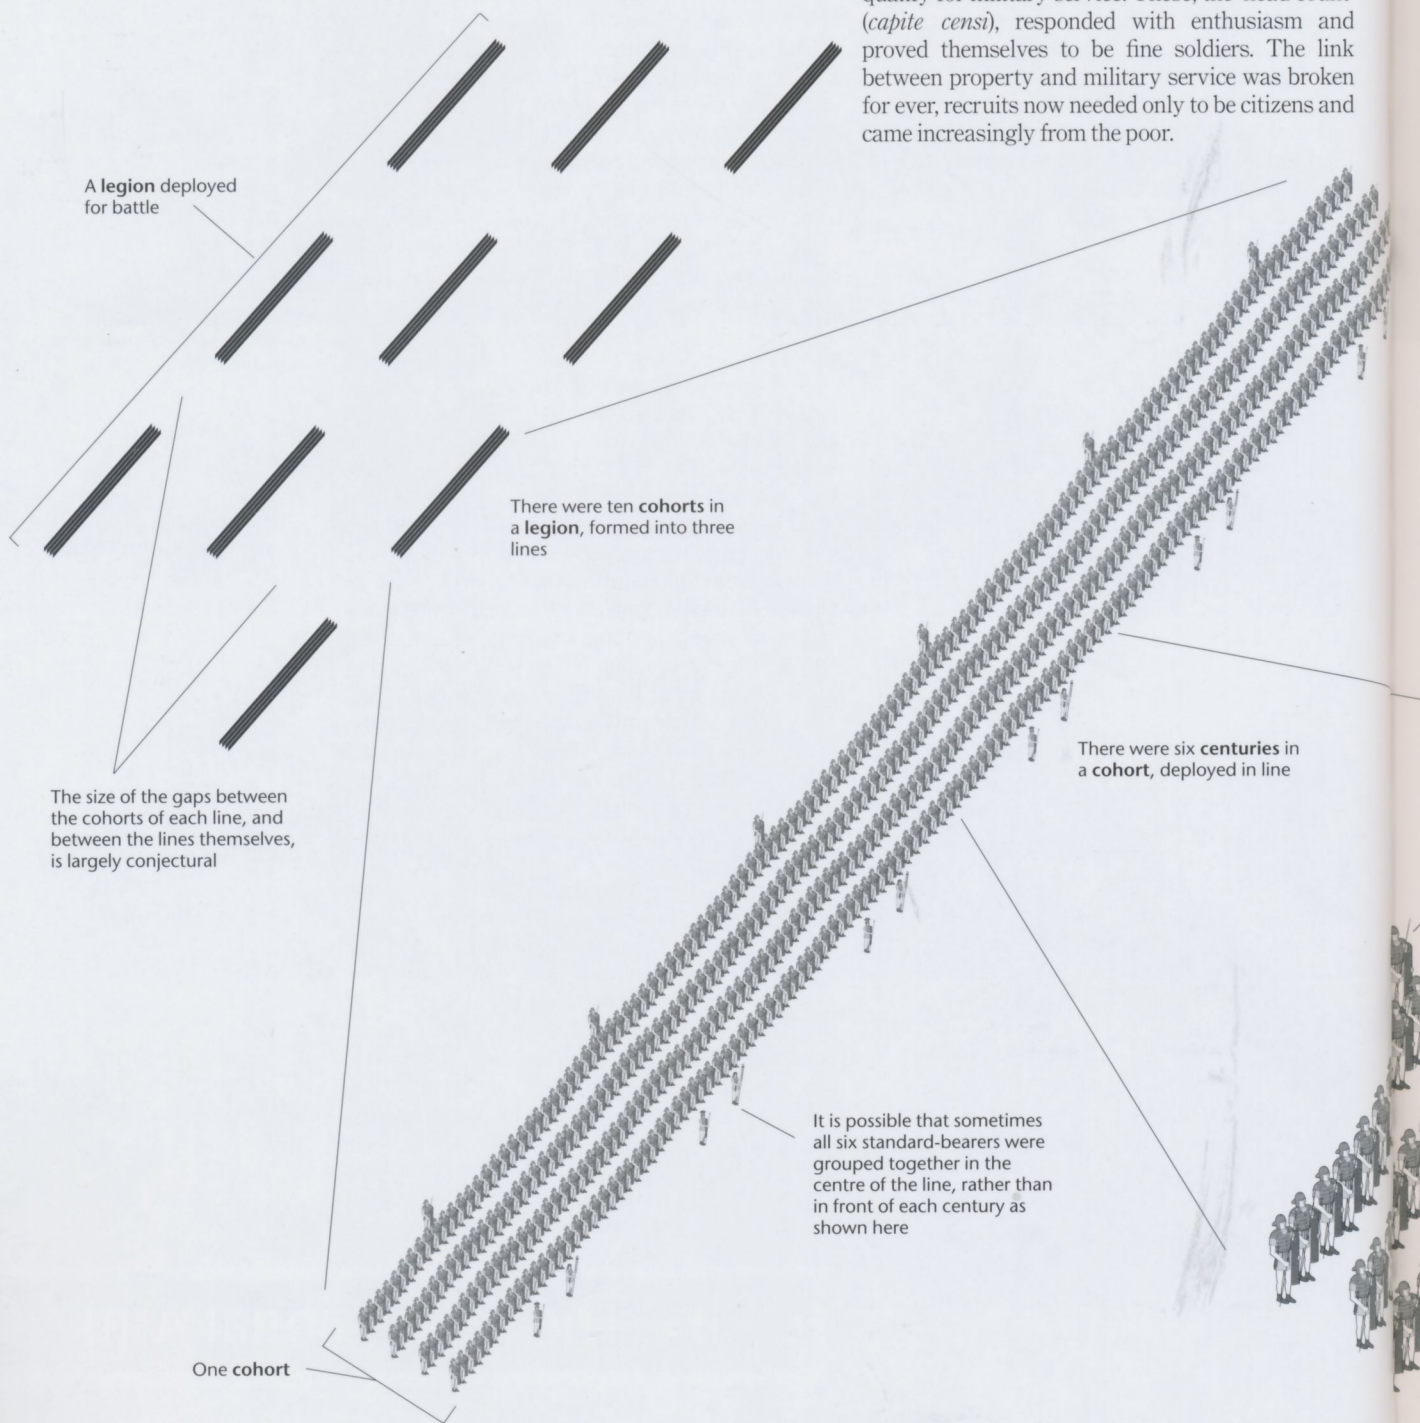 (capite censi), responded with enthusiasm and
proved themselves to be fine soldiers. The link
between property and military service was broken
for ever, recruits now needed only to be citizens and
came increasingly from the poor.
A legion deployed
for battle
There were ten cohorts in
a legion, formed into three
lines
There were six centuries in
a cohort, deployed in line
The size of the gaps between
the cohorts of each line, and
between the lines themselves,
is largely conjectural
It is possible that sometimes
all six standard-bearers were
grouped together in the
centre of the line, rather than
in front of each century as
shown here
One cohort